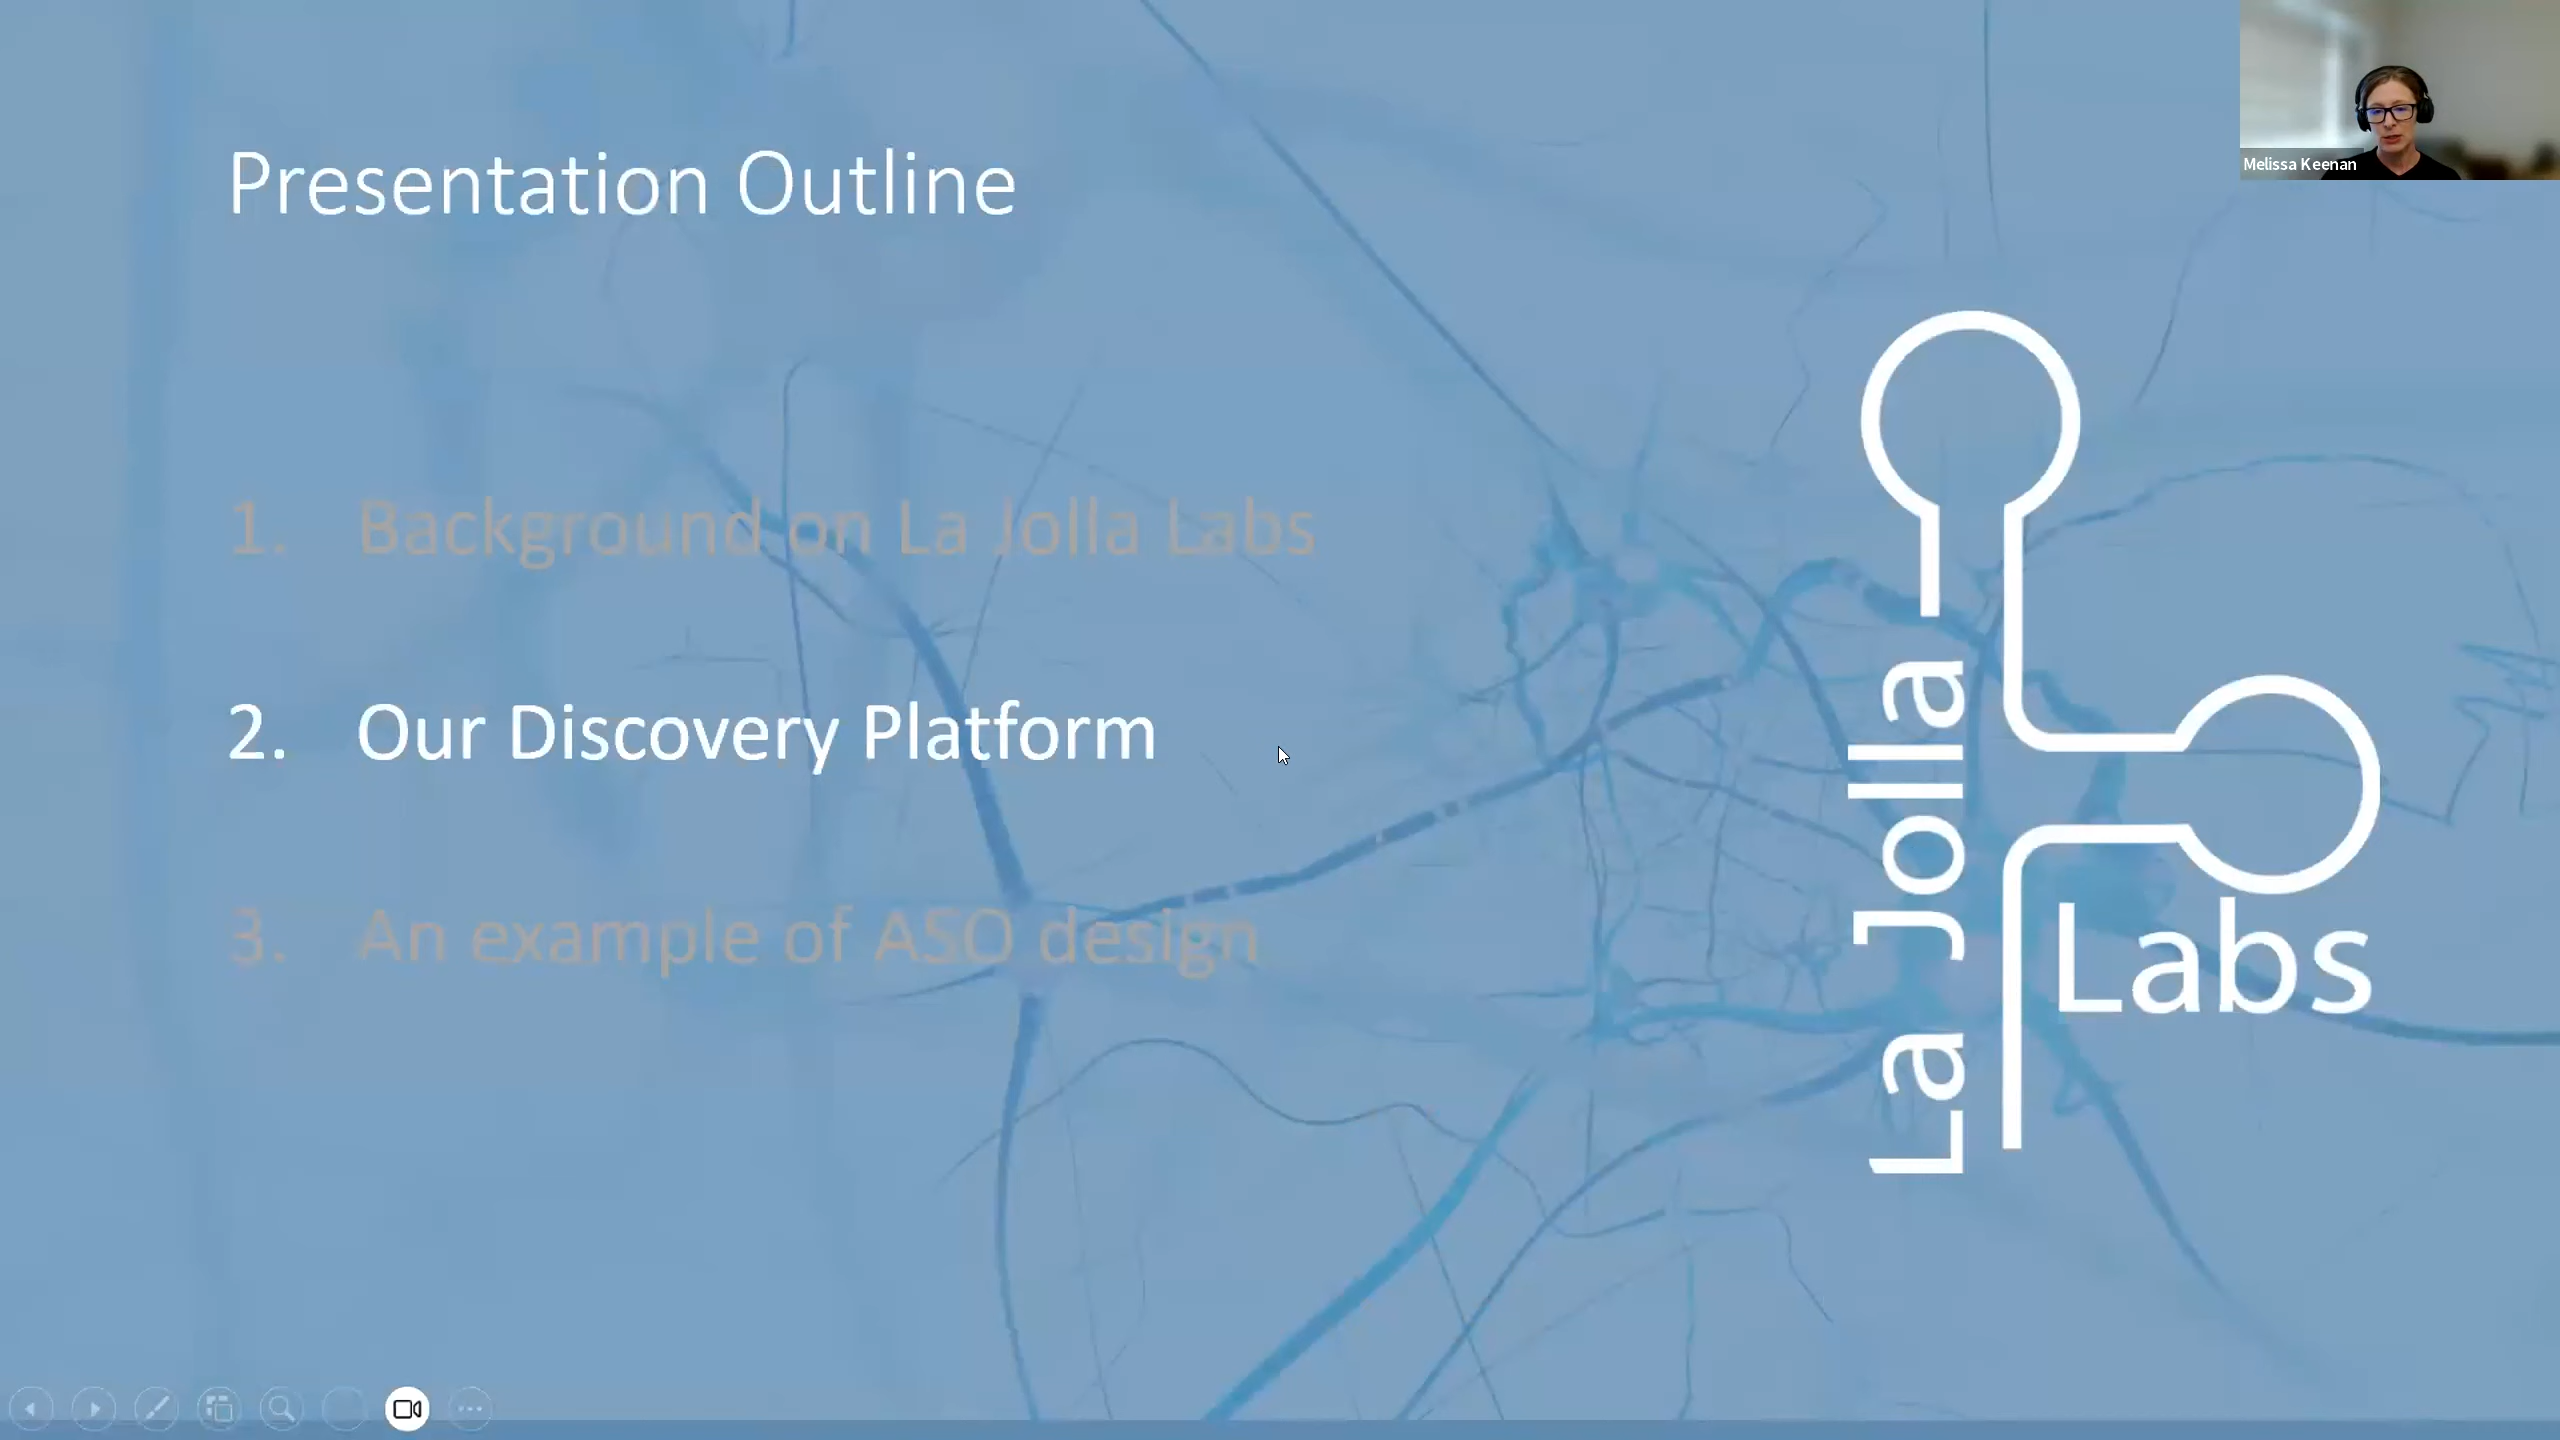 Presentation Outline
Melissa Keenan
1. Background on La Jolla Labs
2. Our Discovery Platform
3. An example of ASO design
La Jolla
Labs